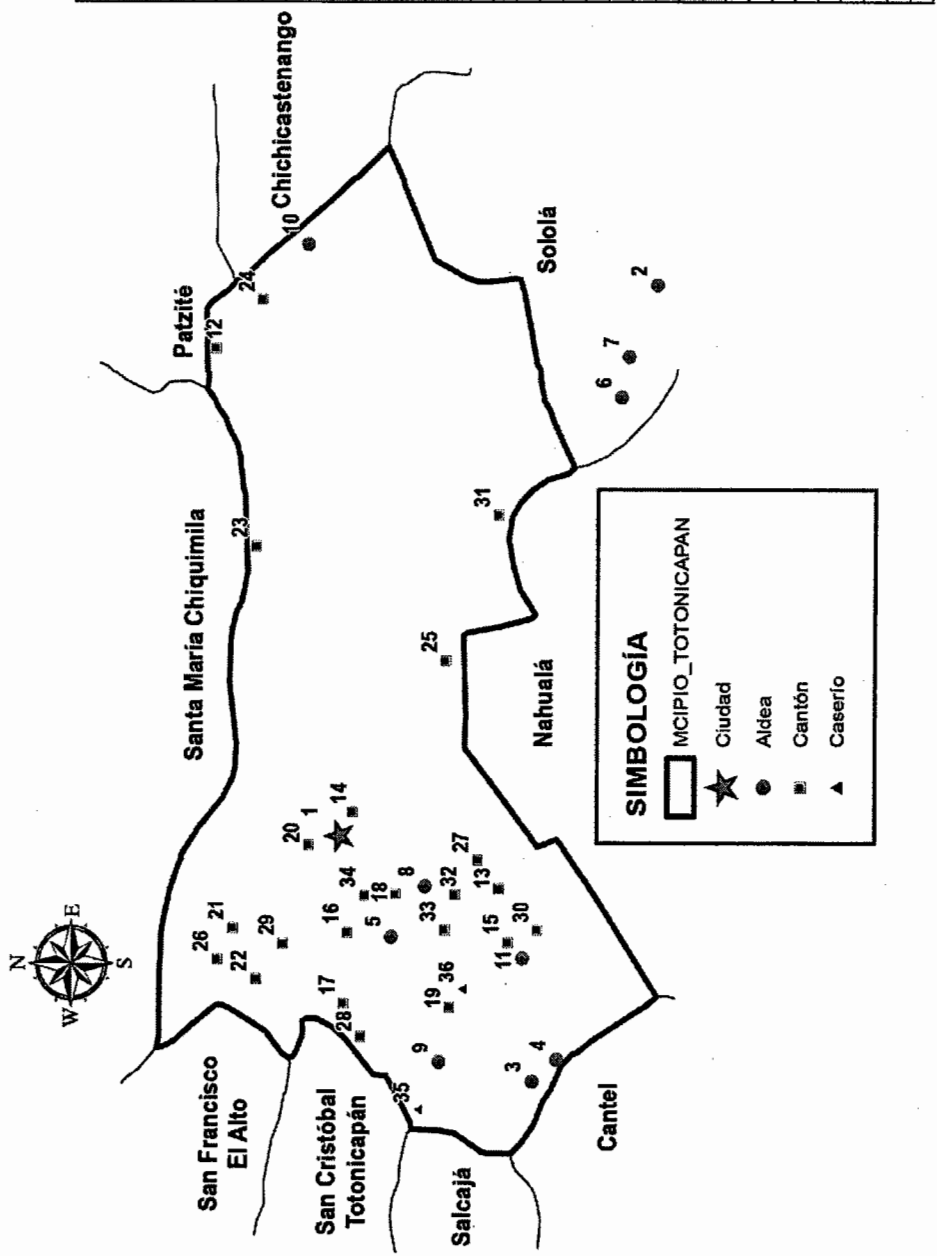 N
W
E
S
San Francisco
El Alto
San Cristóbal
Totonicapán
Salcajá
Cantel
Santa María Chiquimila
Patzité
Chichicastenango
Sololá
Nahualá
26
21
22
29
20
1
14
17
28
16
34
5
18
8
33
32
27
13
15
11
30
19
36
9
35
3
4
25
23
31
12
24
10
6
7
2
SIMBOLOGÍA
MCIPIO_TOTONICAPAN
Ciudad
Aldea
Cantón
Caserío